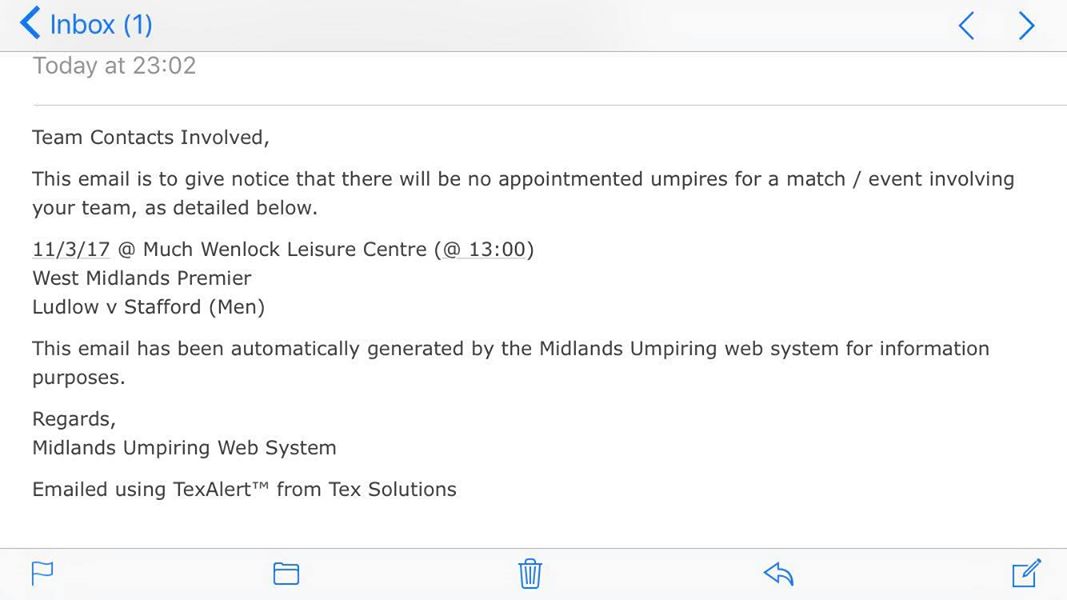 Inbox (1)
Today at 23:02
Team Contacts Involved,
This email is to give notice that there will be no appointmented umpires for a match / event involving
your team, as detailed below.
11/3/17 @ Much Wenlock Leisure Centre (@ 13:00)
West Midlands Premier
Ludlow v Stafford (Men)
This email has been automatically generated by the Midlands Umpiring web system for information
purposes.
Regards,
Midlands Umpiring Web System
Emailed using TexAlert™ from Tex Solutions